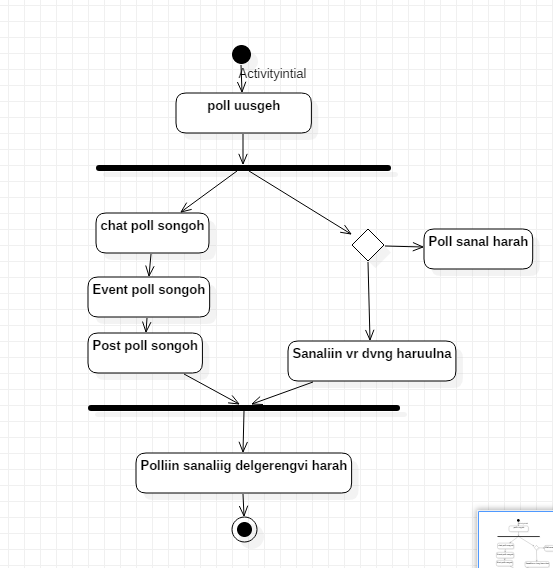 Activityintial
poll uusgeh
chat poll songoh
Poll sanal harah
Event poll songoh
Post poll songoh
Sanaliin vr dvng haruulna
Polliin sanaliig delgerengvi harah